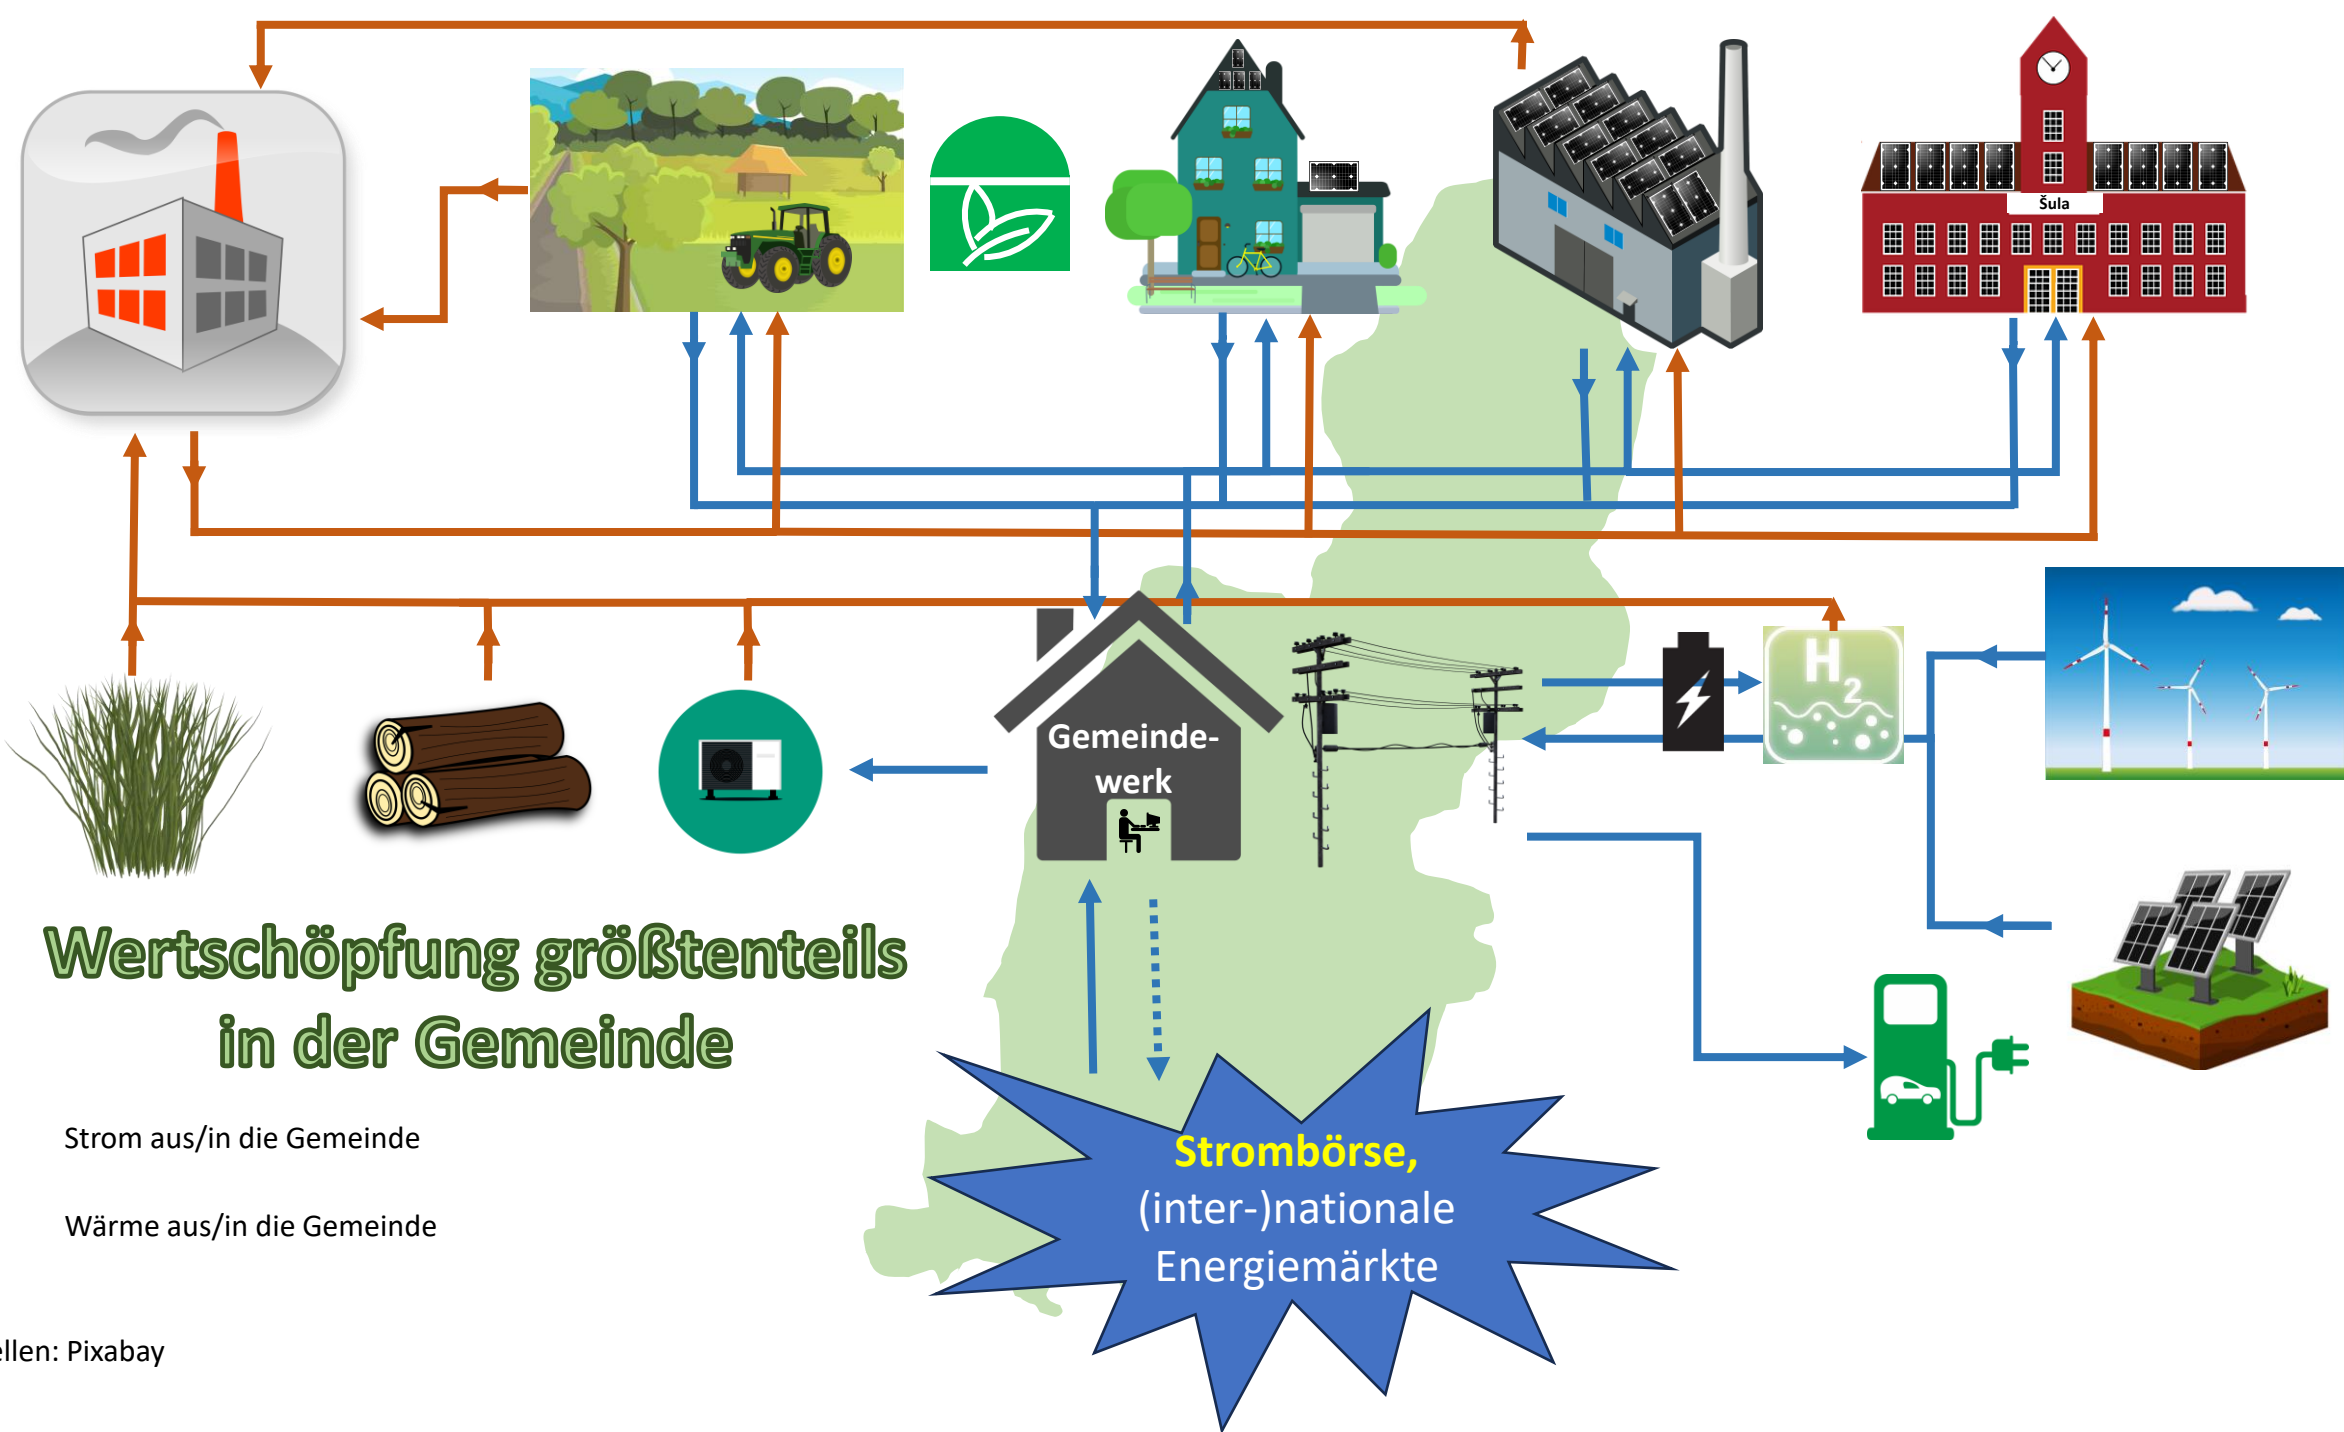 Šula
H
2
Gemeinde-
werk
Wertschöpfung größtenteils
in der Gemeinde
Strom aus/in die Gemeinde
Wärme aus/in die Gemeinde
Strombörse,
(inter-)nationale
Energiemärkte
ellen: Pixabay